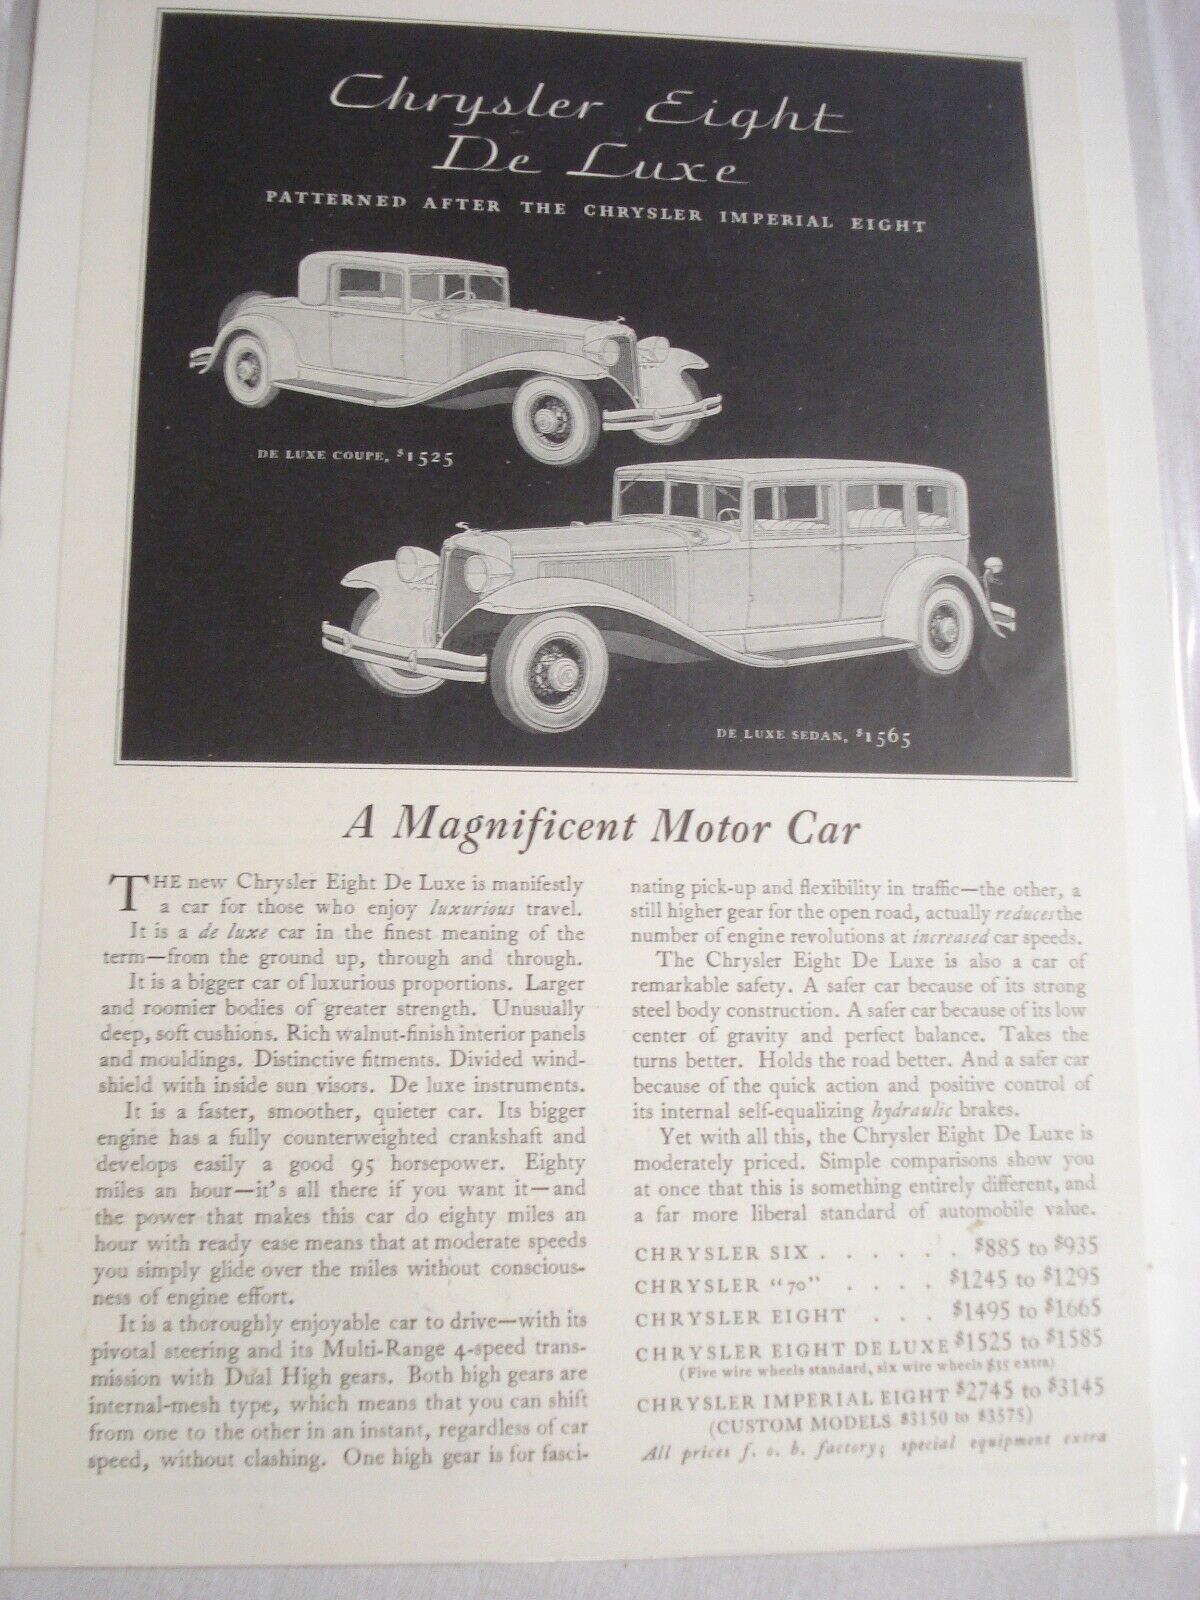 Chrysler Eight
De Luxe
PATTERNED AFTER THE CHRYSLER IMPERIAL EIGHT
DE LUXE COUPE, $1525
DE LUXE SEDAN, $1565
A Magnificent Motor Car
THE new Chrysler Eight De Luxe is manifestly
a car for those who enjoy luxurious travel.
It is a de luxe car in the finest meaning of the
term—from the ground up, through and through.
It is a bigger car of luxurious proportions. Larger
and roomier bodies of greater strength. Unusually
deep, soft cushions. Rich walnut-finish interior panels
and mouldings. Distinctive fitments. Divided wind-
shield with inside sun visors. De luxe instruments.
It is a faster, smoother, quieter car. Its bigger
engine has a fully counterweighted crankshaft and
develops easily a good 95 horsepower. Eighty
miles an hour—it's all there if you want it—and
the power that makes this car do eighty miles an
hour with ready ease means that at moderate speeds
you simply glide over the miles without conscious-
ness of engine effort.
It is a thoroughly enjoyable car to drive—with its
pivotal steering and its Multi-Range 4-speed trans-
mission with Dual High gears. Both high gears are
internal-mesh type, which means that you can shift
from one to the other in an instant, regardless of car
speed, without clashing. One high gear is for fasci-
nating pick-up and flexibility in traffic—the other, a
still higher gear for the open road, actually reduces the
number of engine revolutions at increased car speeds.
The Chrysler Eight De Luxe is also a car of
remarkable safety. A safer car because of its strong
steel body construction. A safer car because of its low
center of gravity and perfect balance. Takes the
turns better. Holds the road better. And a safer car
because of the quick action and positive control of
its internal self-equalizing hydraulic brakes.
Yet with all this, the Chrysler Eight De Luxe is
moderately priced. Simple comparisons show you
at once that this is something entirely different, and
a far more liberal standard of automobile value.
CHRYSLER SIX . . . . . . $885 to $935
CHRYSLER "70" . . . . $1245 to $1295
CHRYSLER EIGHT . . . $1495 to $1665
CHRYSLER EIGHT DE LUXE $1525 to $1585
(Five wire wheels standard, six wire wheels $35 extra)
CHRYSLER IMPERIAL EIGHT $2745 to $3145
(CUSTOM MODELS $3150 to $3575)
All prices f. o. b. factory; special equipment extra